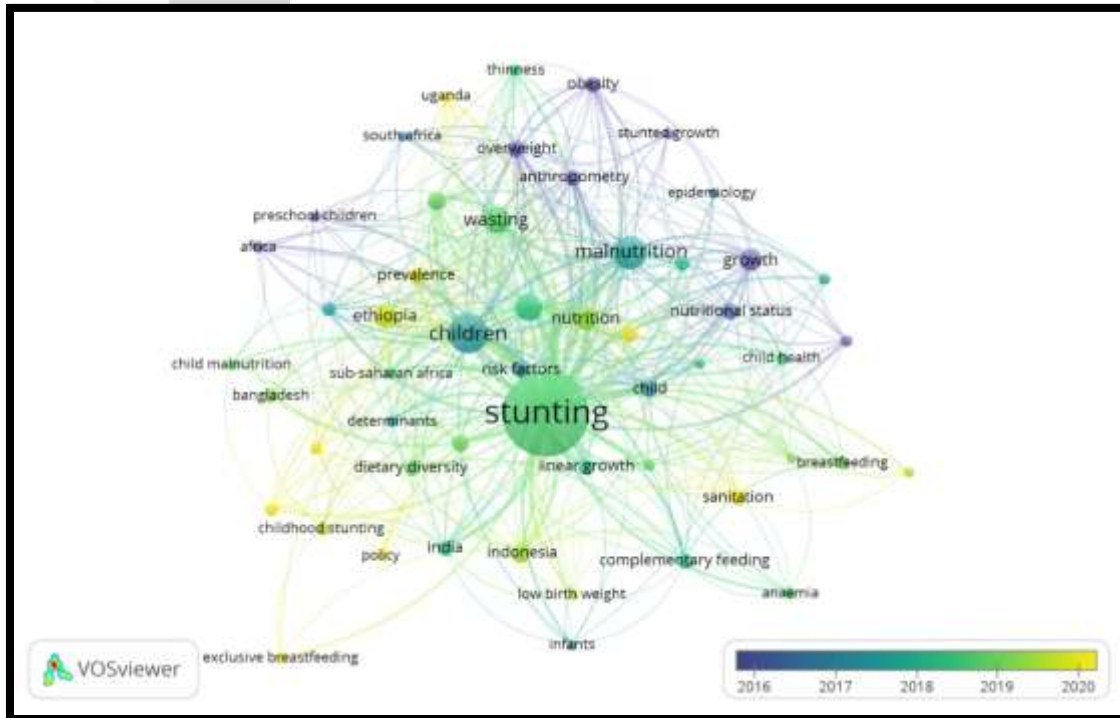 thinness
obesity
uganda
south africa
stunted growth
overweight
anthropometry
epidemiology
preschool children
wasting
africa
malnutrition
growth
prevalence
ethiopia
nutrition
nutritional status
children
child malnutrition
sub-saharan africa
risk factors
child health
bangladesh
child
stunting
determinants
dietary diversity
linear growth
breastfeeding
sanitation
childhood stunting
policy
india
indonesia
complementary feeding
low birth weight
anaemia
infants
exclusive breastfeeding
VOSviewer
2016 2017 2018 2019 2020